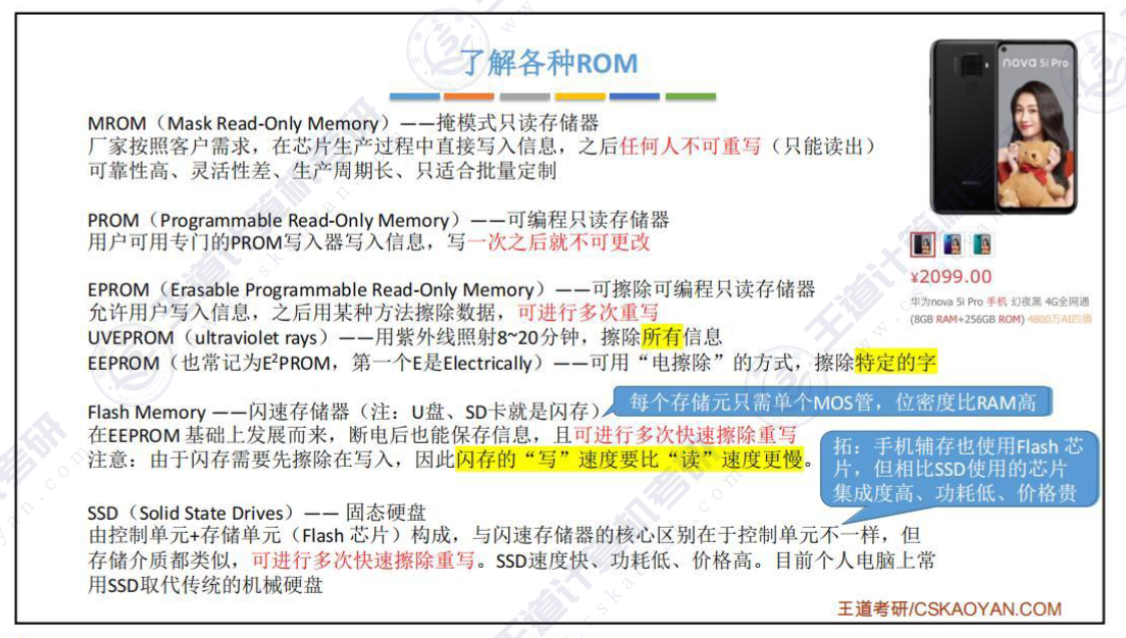 了解各种ROM
MROM（Mask Read-Only Memory）——掩模式只读存储器
厂家按照客户需求，在芯片生产过程中直接写入信息，之后任何人不可重写（只能读出）
可靠性高、灵活性差、生产周期长、只适合批量定制
PROM（Programmable Read-Only Memory）——可编程只读存储器
用户可用专门的PROM写入器写入信息，写一次之后就不可更改
EPROM（Erasable Programmable Read-Only Memory）——可擦除可编程只读存储器
允许用户写入信息，之后用某种方法擦除数据，可进行多次重写
UVEPROM（ultraviolet rays）——用紫外线照射8~20分钟，擦除所有信息
EEPROM（也常记为E²PROM，第一个E是Electrically）——可用“电擦除”的方式，擦除特定的字
Flash Memory ——闪速存储器（注：U盘、SD卡就是闪存）
在EEPROM 基础上发展而来，断电后也能保存信息，且可进行多次快速擦除重写
注意：由于闪存需要先擦除在写入，因此闪存的“写”速度要比“读”速度更慢。
每个存储元只需单个MOS管，位密度比RAM高
SSD（Solid State Drives）—— 固态硬盘
由控制单元+存储单元（Flash 芯片）构成，与闪速存储器的核心区别在于控制单元不一样，但
存储介质都类似，可进行多次快速擦除重写。SSD速度快、功耗低、价格高。目前个人电脑上常
用SSD取代传统的机械硬盘
拓：手机辅存也使用Flash 芯
片，但相比SSD使用的芯片
集成度高、功耗低、价格贵
nova 5i Pro
¥2099.00
华为nova 5i Pro 手机 幻夜黑 4G全网通
(8GB RAM+256GB ROM) 4800万AI四摄
王道考研/CSKAOYAN.COM